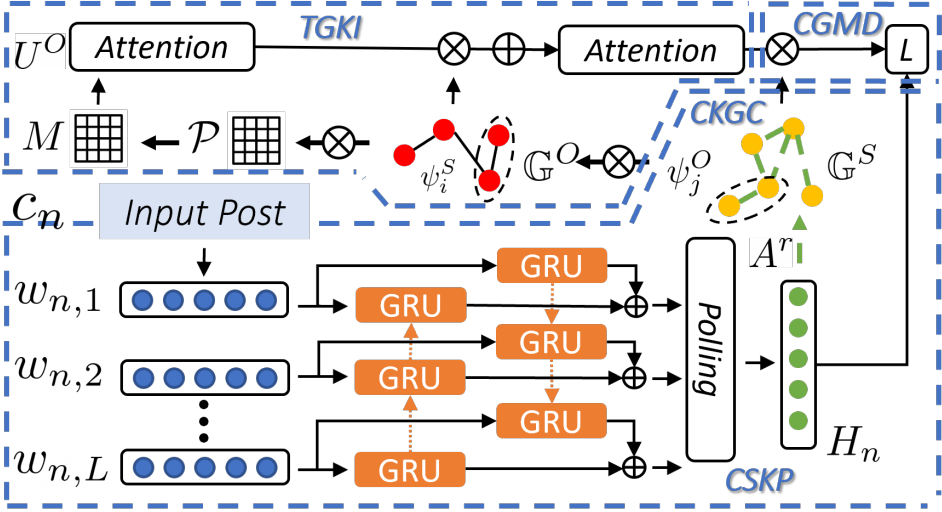 TGKI
CGMD
U^O
Attention
⊗
⊕
Attention
⊗
L
CKGC
M
P
⊗
ψ_i^S
𝔾^O
⊗
ψ_j^O
𝔾^S
c_n
Input Post
A^r
w_{n,1}
GRU
GRU
⊕
w_{n,2}
GRU
GRU
⊕
w_{n,L}
GRU
GRU
⊕
Polling
H_n
CSKP